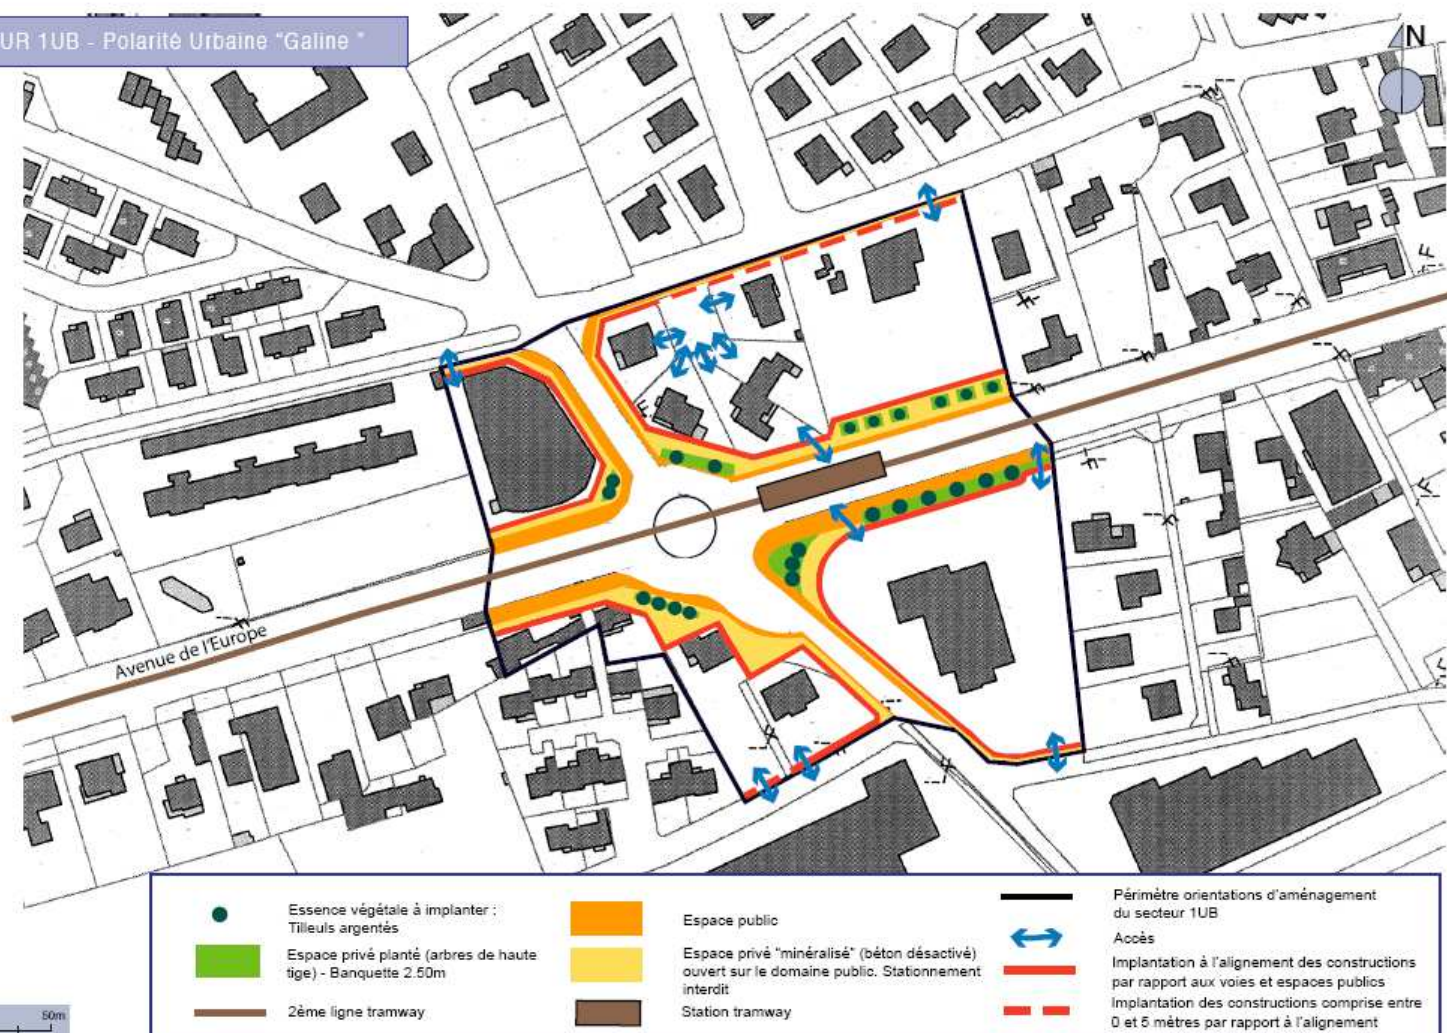 UR 1UB - Polarité Urbaine "Galine "
N
Avenue de l'Europe
Essence végétale à implanter :
Tilleuls argentés
Espace privé planté (arbres de haute
tige) - Banquette 2.50m
2ème ligne tramway
Espace public
Espace privé "minéralisé" (béton désactivé)
ouvert sur le domaine public. Stationnement
interdit
Station tramway
Périmètre orientations d'aménagement
du secteur 1UB
Accès
Implantation à l'alignement des constructions
par rapport aux voies et espaces publics
Implantation des constructions comprise entre
0 et 5 mètres par rapport à l'alignement
50m